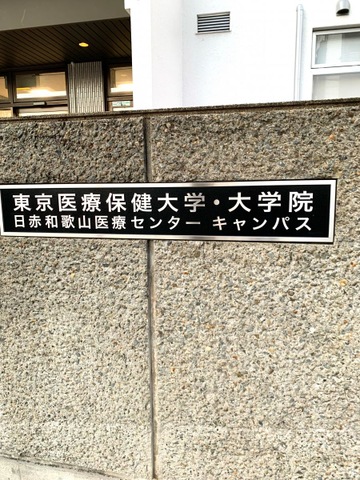 東京医療保健大学・大学院
日赤和歌山医療センター キャンパス